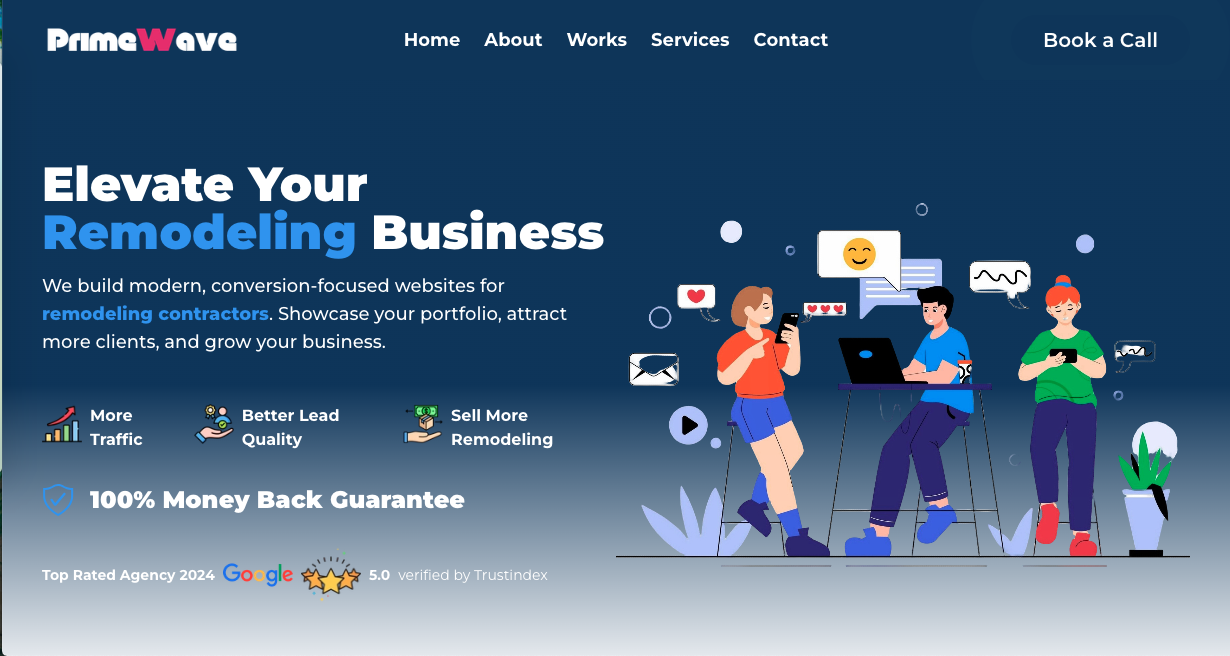 PrimeWave
Home About Works Services Contact
Book a Call
Elevate Your
Remodeling Business
We build modern, conversion-focused websites for
remodeling contractors. Showcase your portfolio, attract
more clients, and grow your business.
More
Traffic
Better Lead
Quality
Sell More
Remodeling
100% Money Back Guarantee
Top Rated Agency 2024 Google 5.0 verified by Trustindex